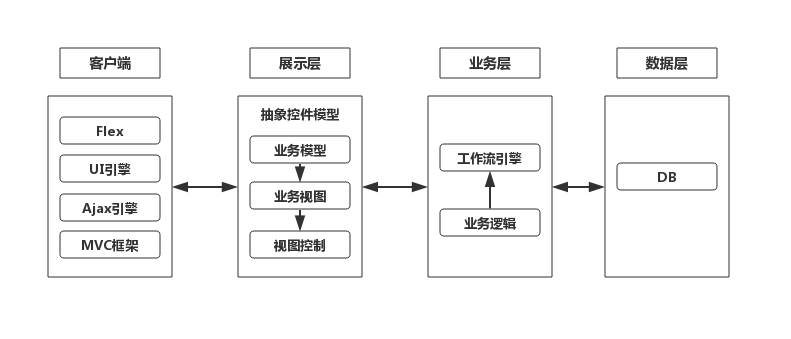 客户端
展示层
业务层
数据层
Flex
UI引擎
Ajax引擎
MVC框架
抽象控件模型
业务模型
业务视图
视图控制
工作流引擎
业务逻辑
DB